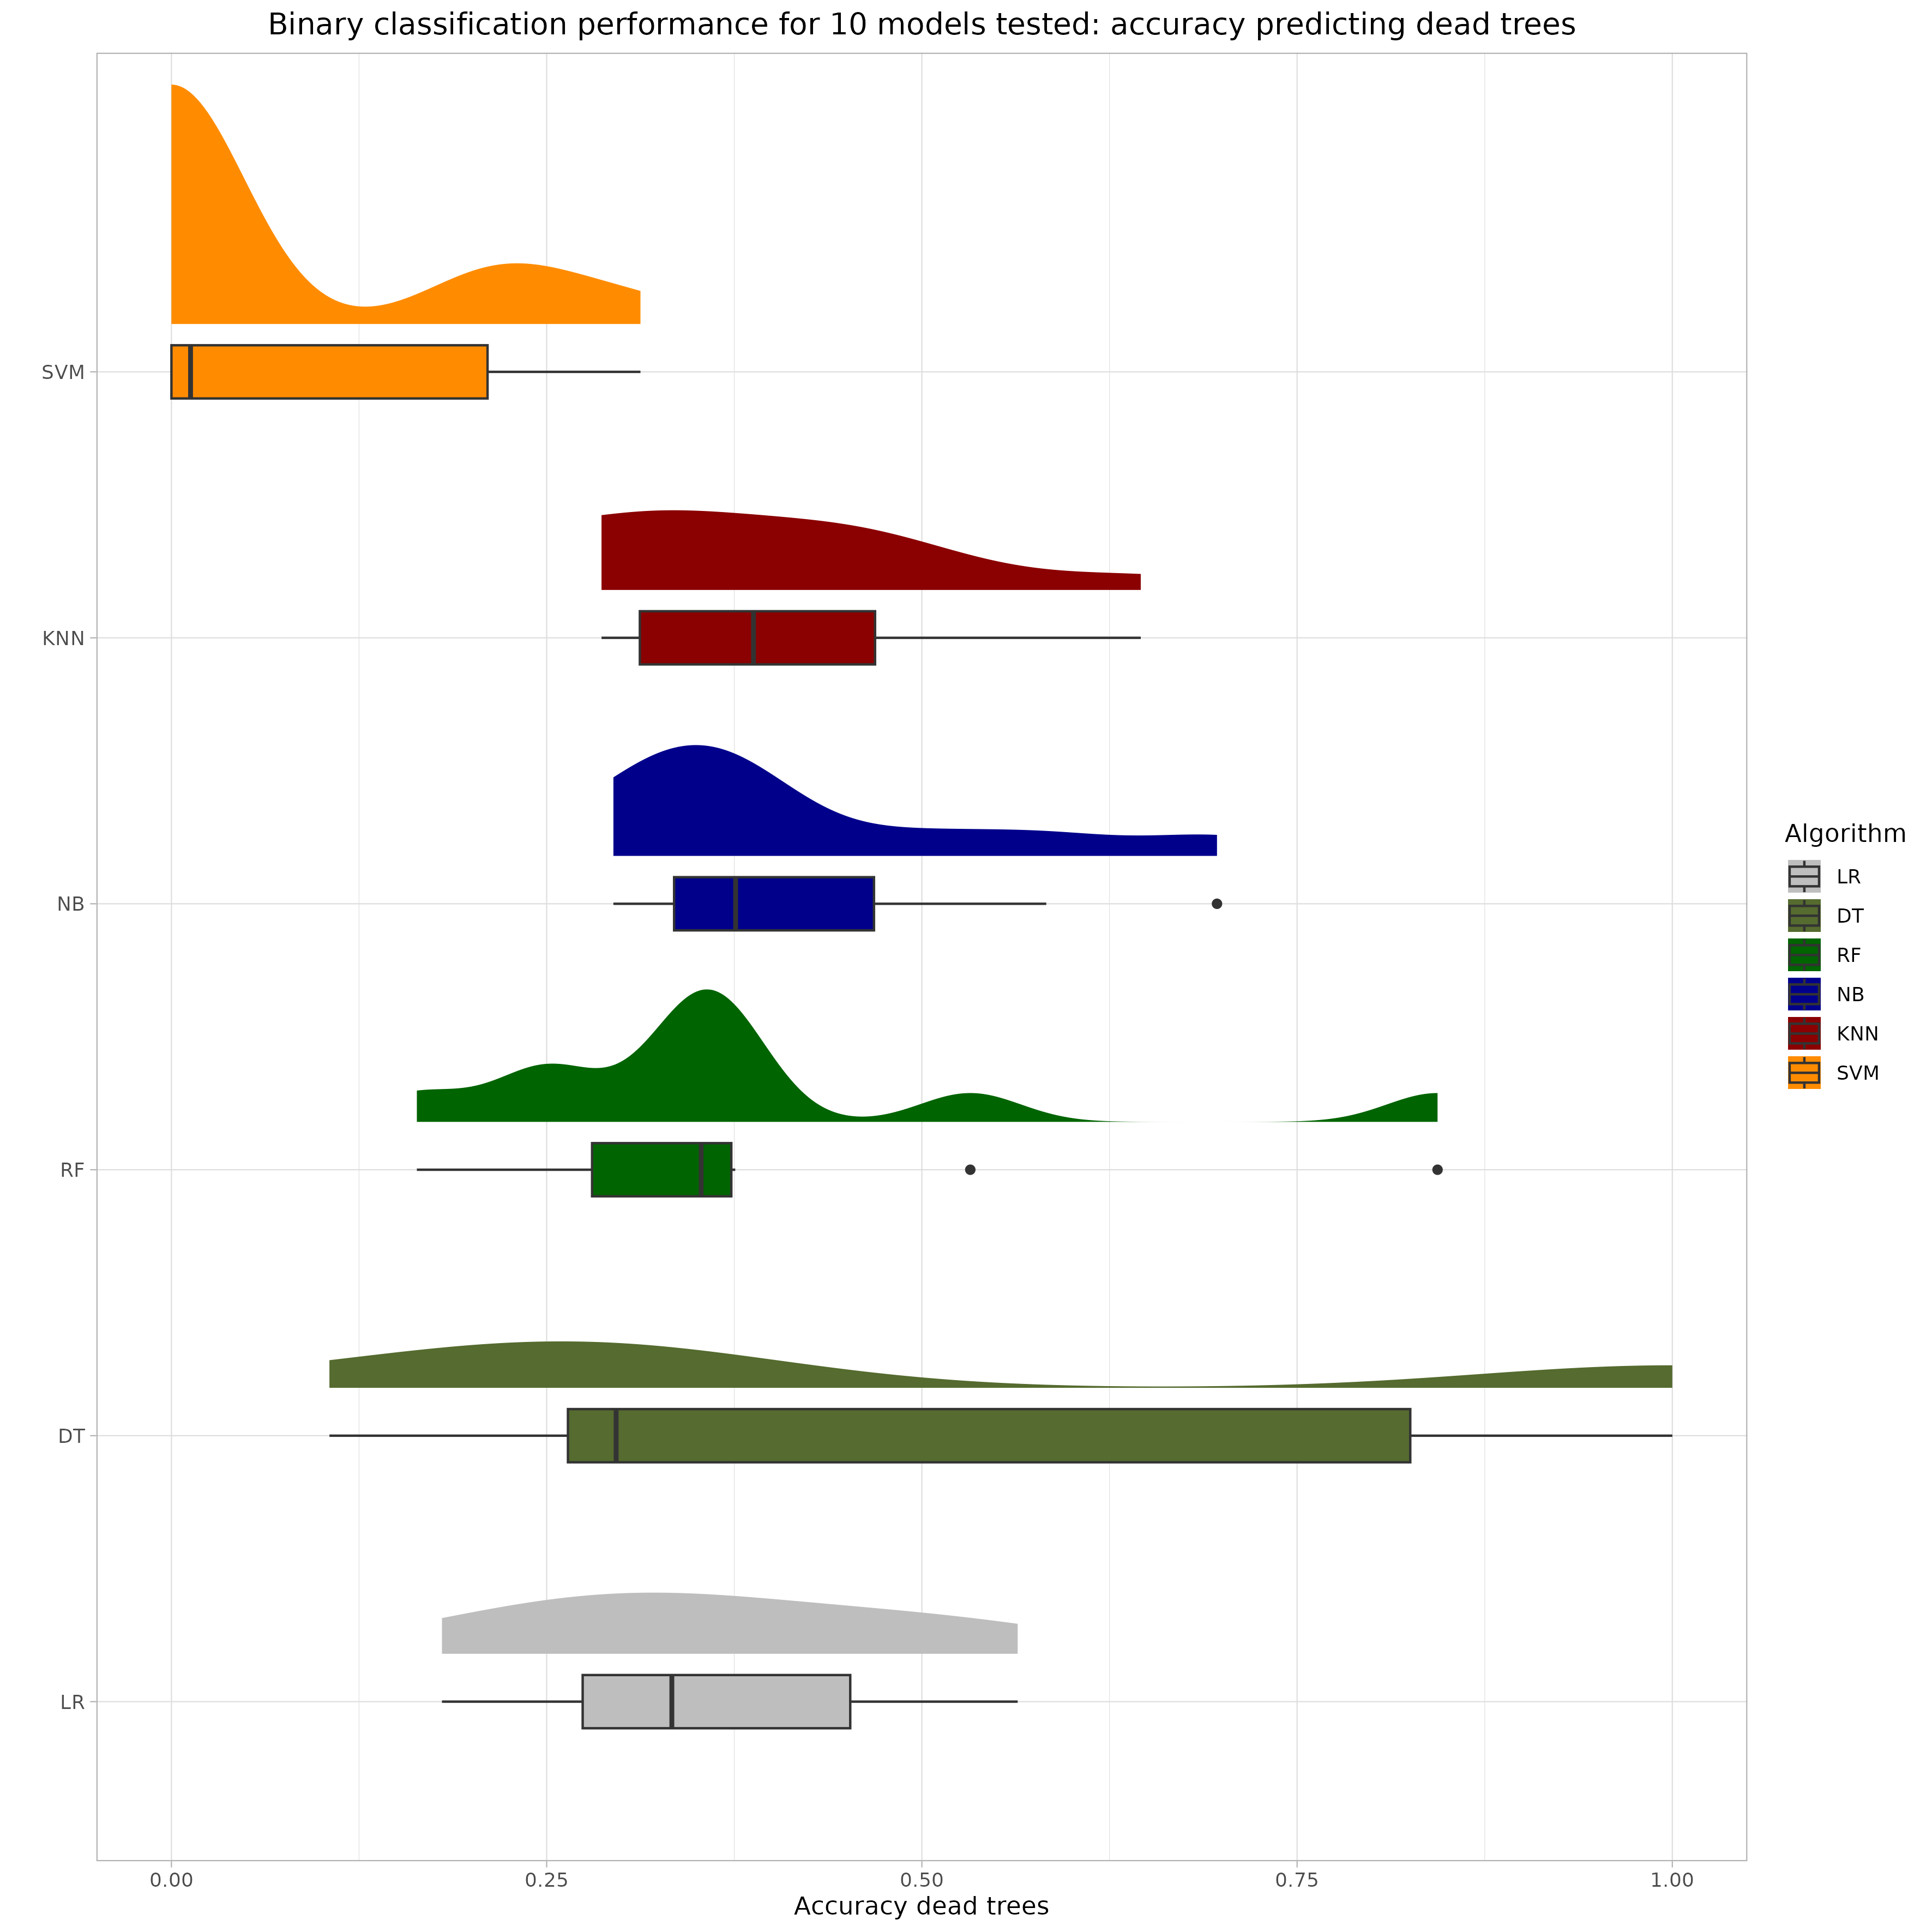 Binary classification performance for 10 models tested: accuracy predicting dead trees
SVM
KNN
NB
RF
DT
LR
0.00
0.25
0.50
0.75
1.00
Accuracy dead trees
Algorithm
LR
DT
RF
NB
KNN
SVM